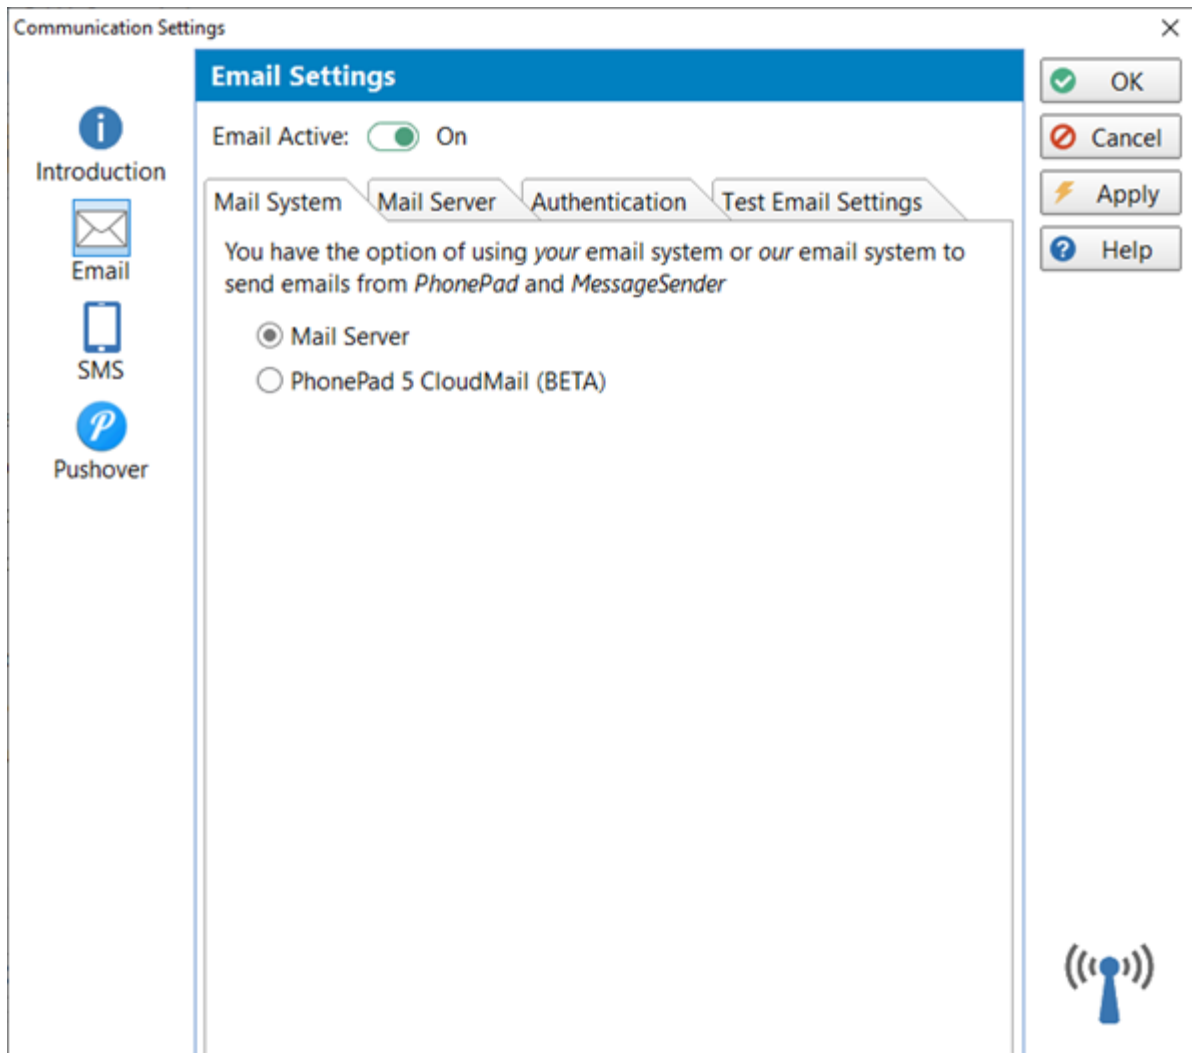 Communication Settings
Email Settings
Email Active: On
Introduction
Email
SMS
Pushover
Mail System
Mail Server
Authentication
Test Email Settings
You have the option of using your email system or our email system to
send emails from PhonePad and MessageSender
Mail Server
PhonePad 5 CloudMail (BETA)
OK
Cancel
Apply
Help